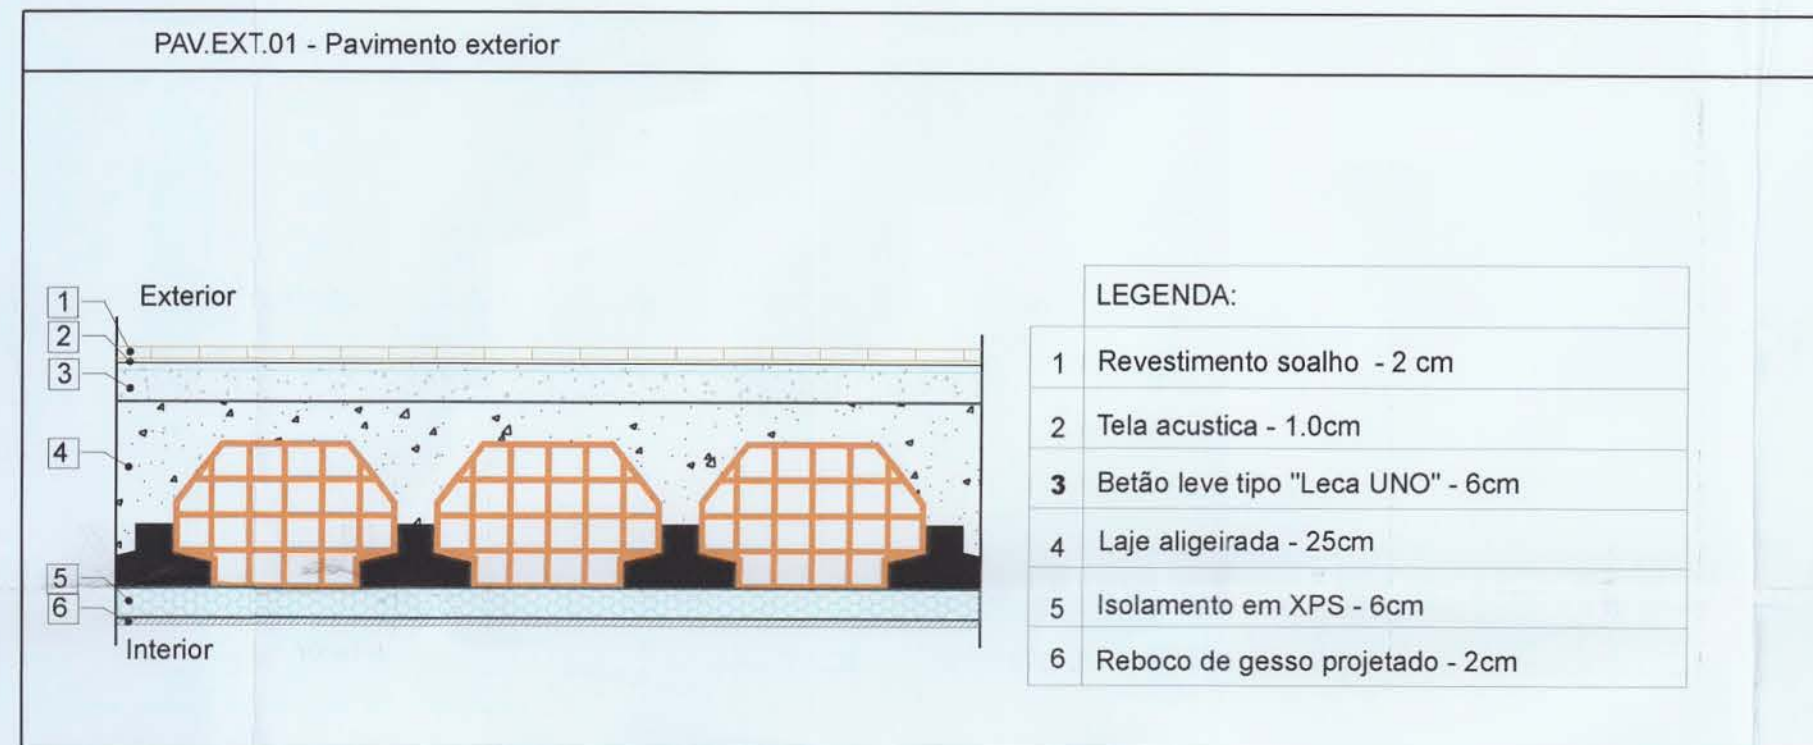 PAV.EXT.01 - Pavimento exterior
Exterior
1
2
3
4
5
6
Interior
LEGENDA:
1 Revestimento soalho - 2 cm
2 Tela acustica - 1.0cm
3 Betão leve tipo "Leca UNO" - 6cm
4 Laje aligeirada - 25cm
5 Isolamento em XPS - 6cm
6 Reboco de gesso projetado - 2cm